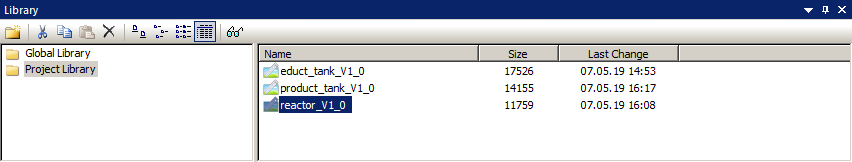 Library
Global Library
Project Library
Name Size Last Change
educt_tank_V1_0 17526 07.05.19 14:53
product_tank_V1_0 14155 07.05.19 16:17
reactor_V1_0 11759 07.05.19 16:08